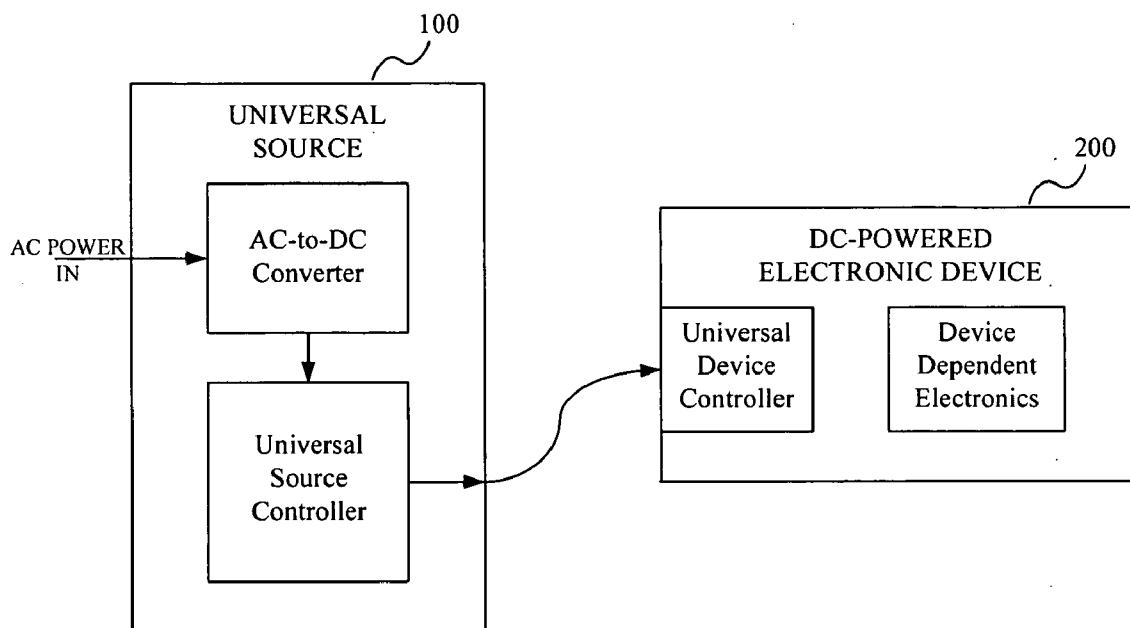 100
UNIVERSAL
SOURCE
AC-to-DC
Converter
AC POWER
IN
Universal
Source
Controller
200
DC-POWERED
ELECTRONIC DEVICE
Universal
Device
Controller
Device
Dependent
Electronics